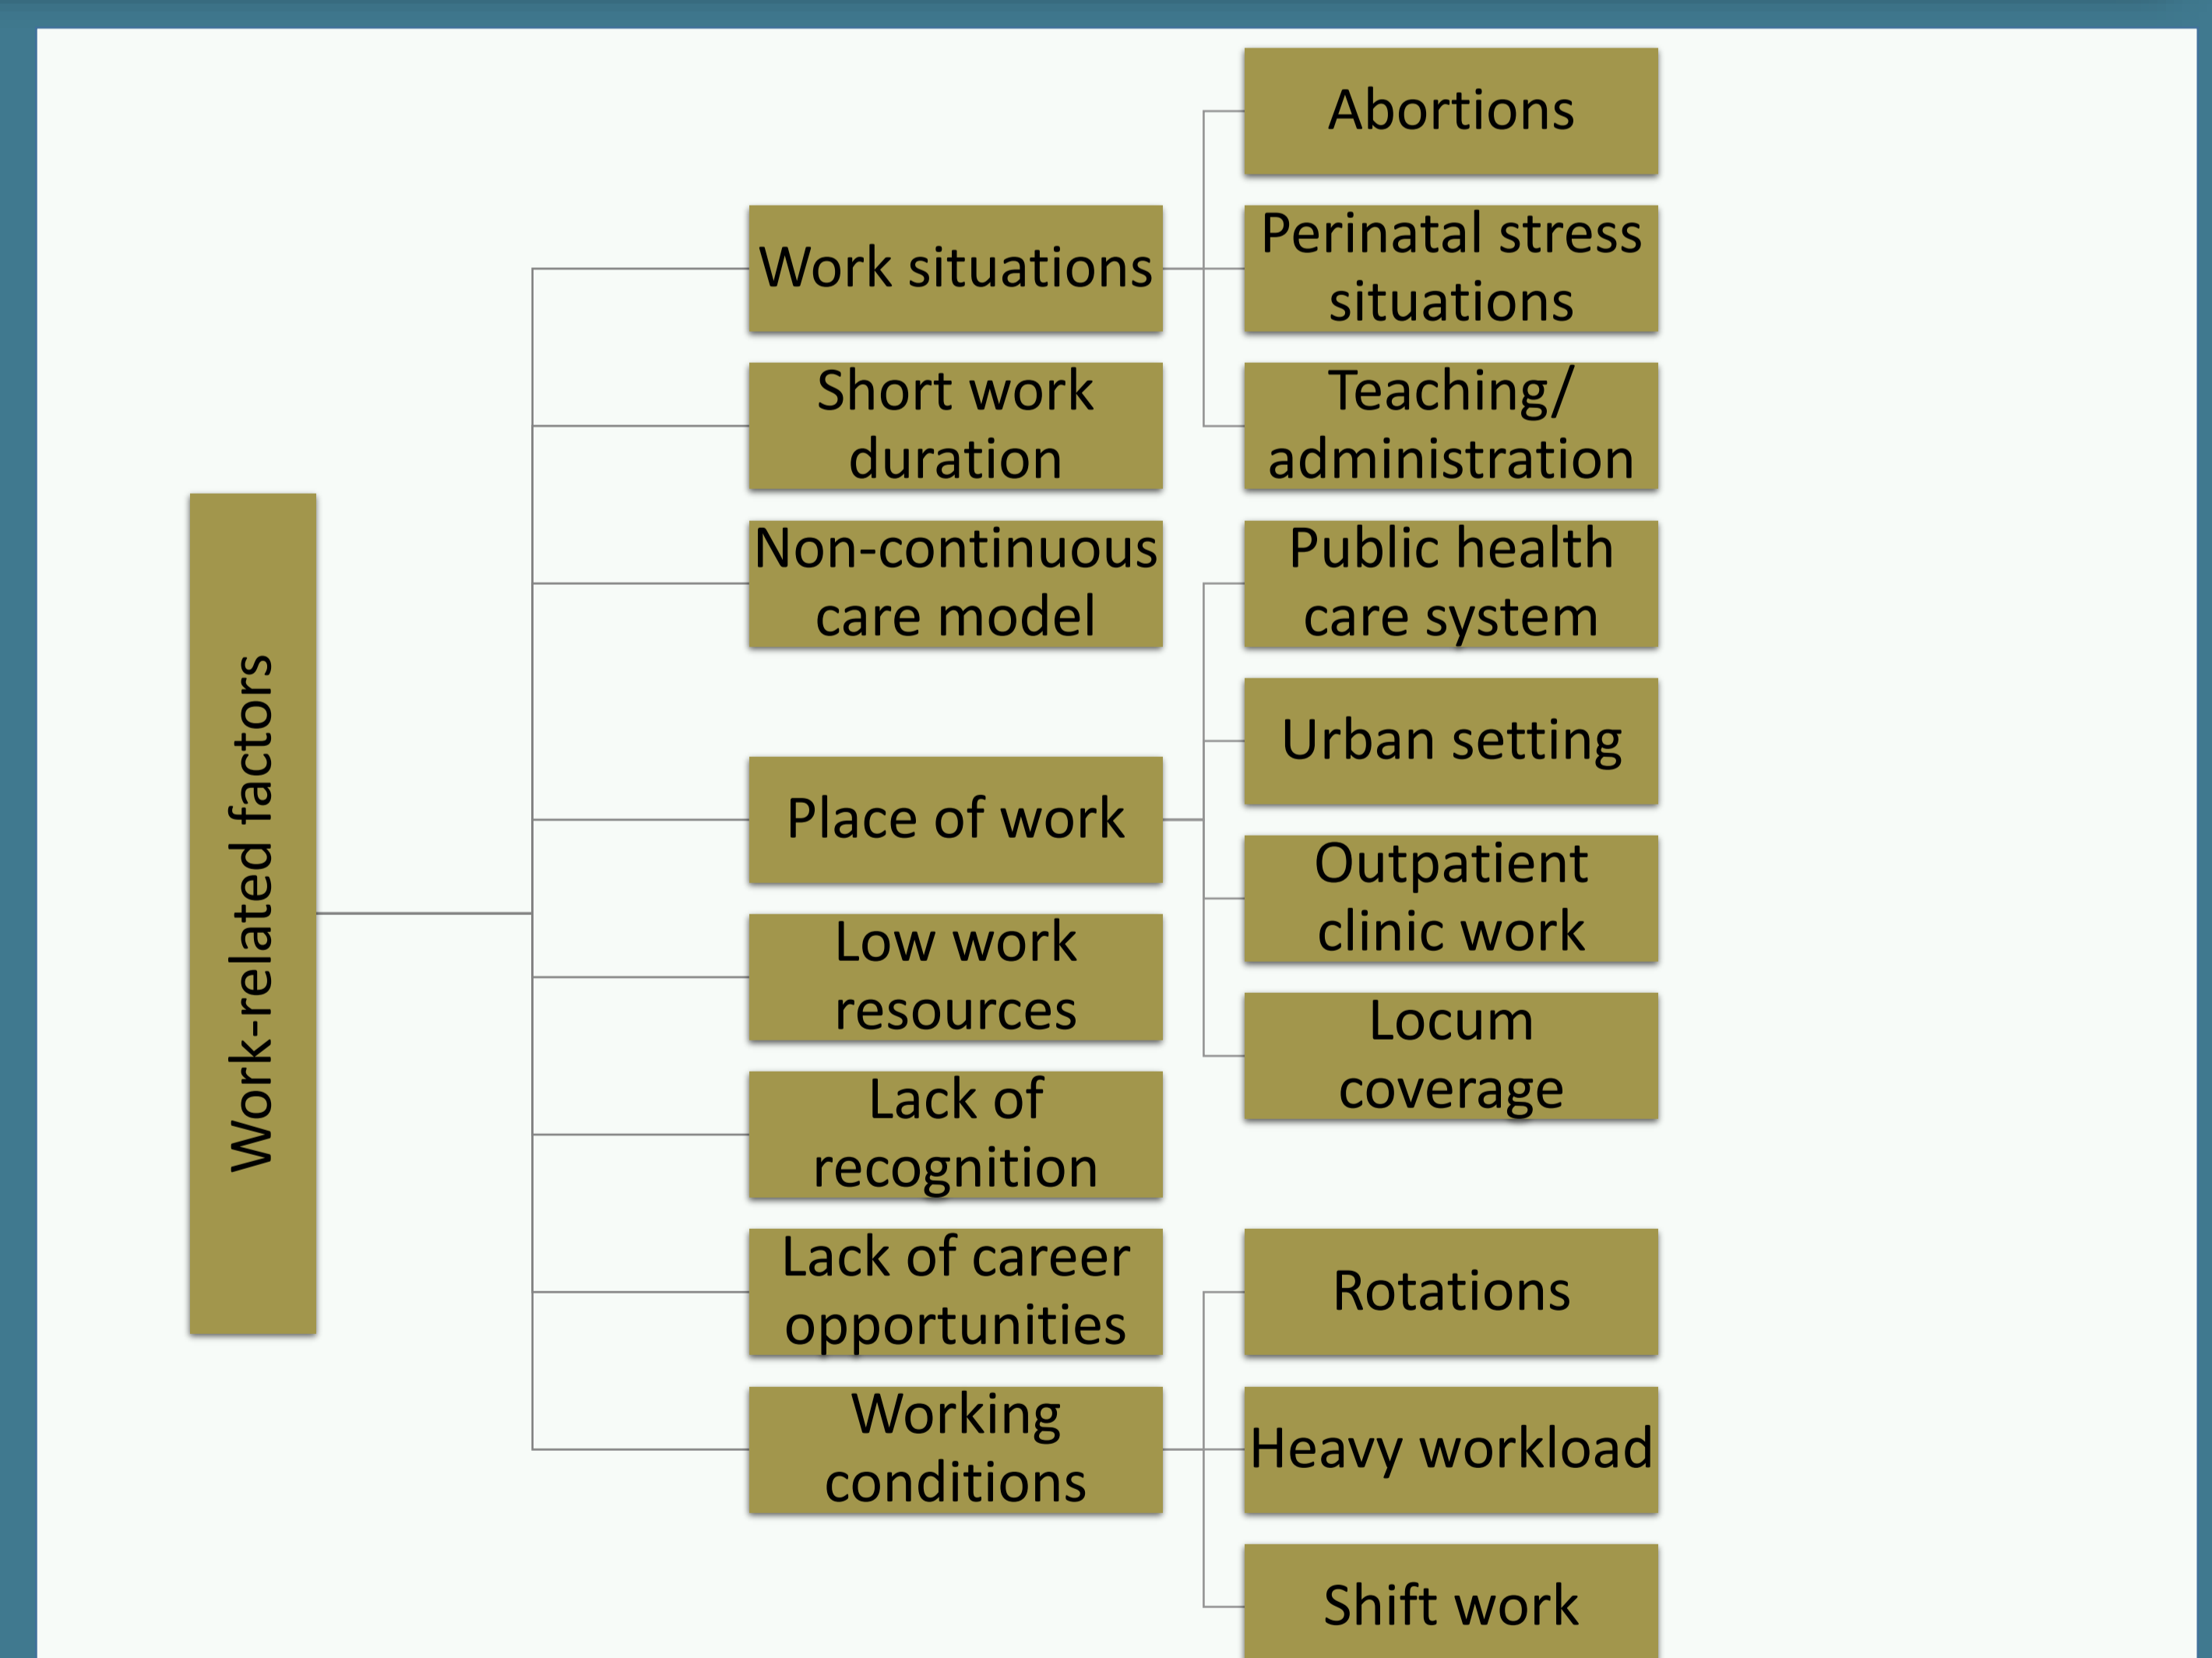 Work-related factors
Work situations
Abortions
Perinatal stress
situations
Teaching/
administration
Short work
duration
Non-continuous
care model
Place of work
Public health
care system
Urban setting
Outpatient
clinic work
Locum
coverage
Low work
resources
Lack of
recognition
Lack of career
opportunities
Working
conditions
Rotations
Heavy workload
Shift work